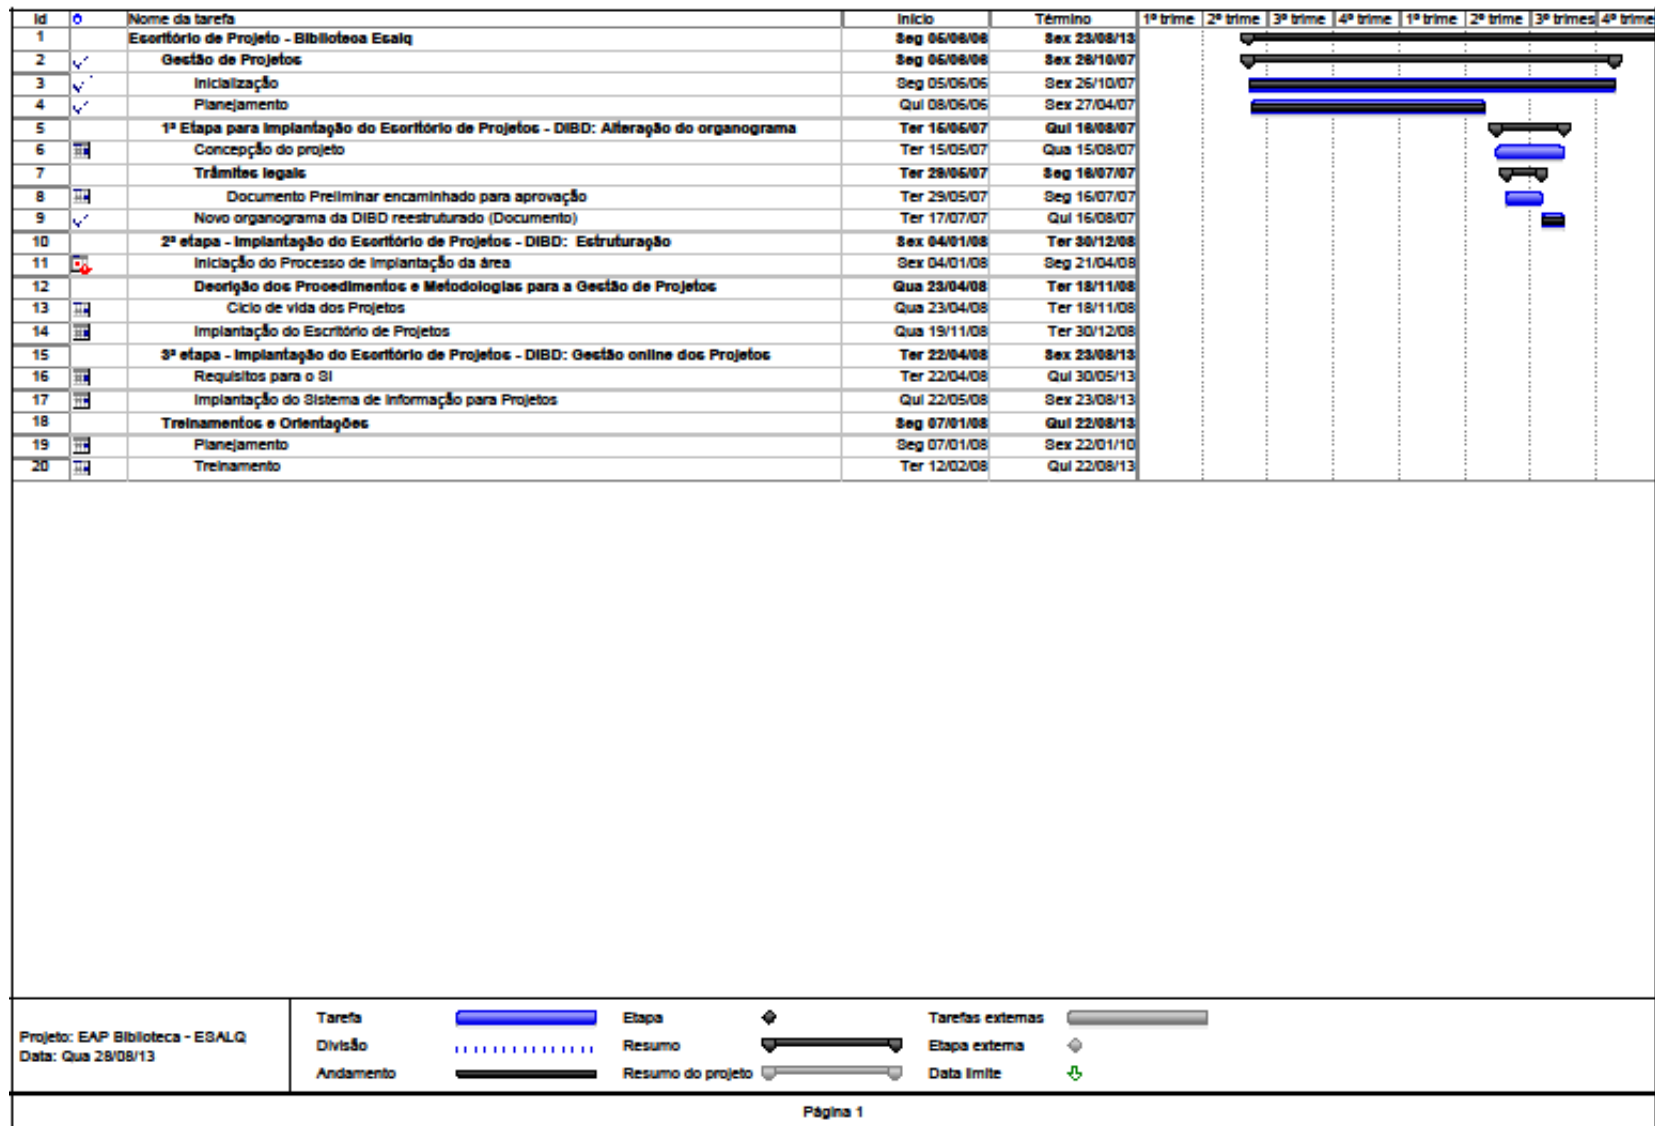 Id Nome da tarefa Início Término 1º trime 2º trime 3º trime 4º trime 1º trime 2º trime 3º trimes 4º trime
1 Escritório de Projeto - Biblioteca Esalq Seg 05/06/06 Sex 23/08/13
2 Gestão de Projetos Seg 05/06/06 Sex 26/10/07
3 Inicialização Seg 05/06/06 Sex 26/10/07
4 Planejamento Qui 08/06/06 Sex 27/04/07
5 1ª Etapa para Implantação do Escritório de Projetos - DIBD: Alteração do organograma Ter 15/05/07 Qui 16/08/07
6 Concepção do projeto Ter 15/05/07 Qua 15/08/07
7 Trâmites legais Ter 29/05/07 Seg 16/07/07
8 Documento Preliminar encaminhado para aprovação Ter 29/05/07 Seg 16/07/07
9 Novo organograma da DIBD reestruturado (Documento) Ter 17/07/07 Qui 16/08/07
10 2ª etapa - Implantação do Escritório de Projetos - DIBD: Estruturação Sex 04/01/08 Ter 30/12/08
11 Iniciação do Processo de Implantação da área Sex 04/01/08 Seg 21/04/08
12 Decrição dos Procedimentos e Metodologias para a Gestão de Projetos Qua 23/04/08 Ter 18/11/08
13 Ciclo de vida dos Projetos Qua 23/04/08 Ter 18/11/08
14 Implantação do Escritório de Projetos Qua 19/11/08 Ter 30/12/08
15 3ª etapa - Implantação do Escritório de Projetos - DIBD: Gestão online dos Projetos Ter 22/04/08 Sex 23/08/13
16 Requisitos para o SI Ter 22/04/08 Qui 30/05/13
17 Implantação do Sistema de Informação para Projetos Qui 22/05/08 Sex 23/08/13
18 Treinamentos e Orientações Seg 07/01/08 Qui 22/08/13
19 Planejamento Seg 07/01/08 Sex 22/01/10
20 Treinamento Ter 12/02/08 Qui 22/08/13
Projeto: EAP Biblioteca - ESALQ
Data: Qua 28/08/13
Tarefa Etapa Tarefas externas
Divisão Resumo Etapa externa
Andamento Resumo do projeto Data limite
Página 1